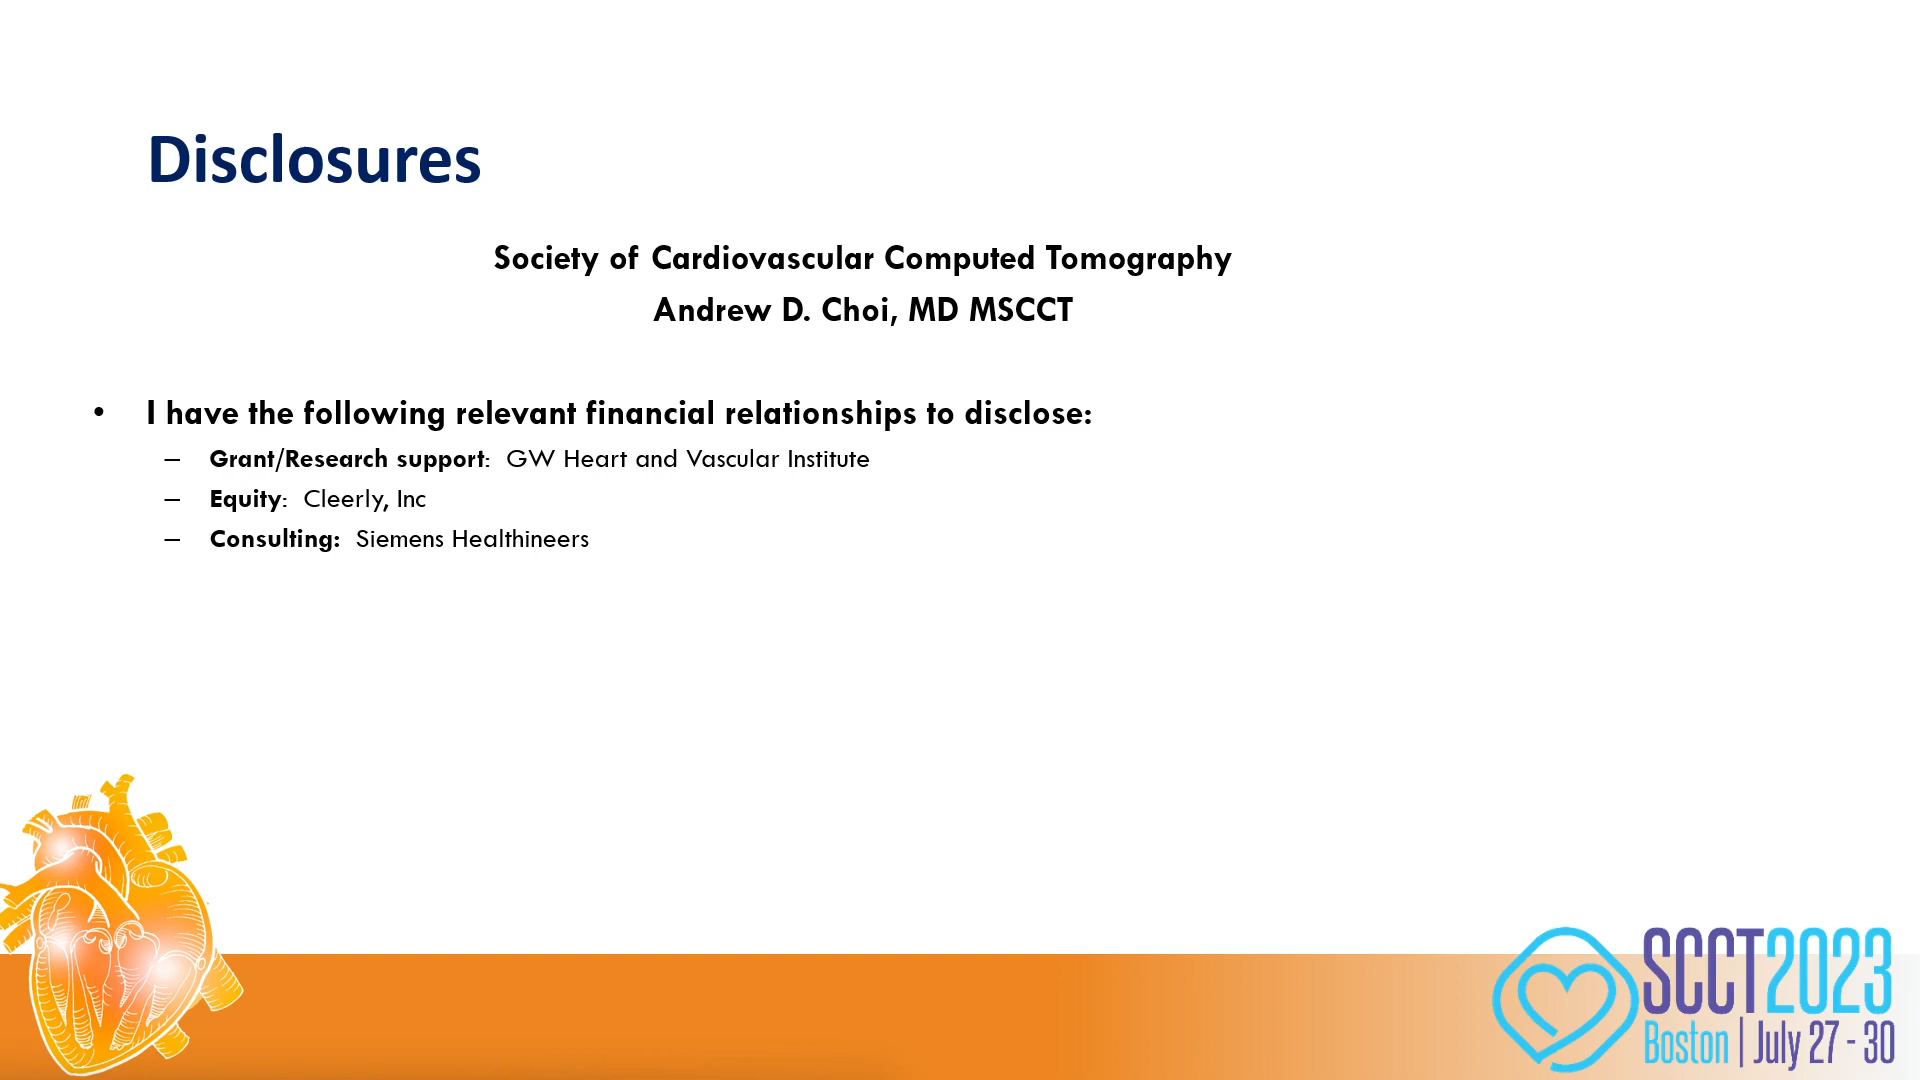 Disclosures
Society of Cardiovascular Computed Tomography
Andrew D. Choi, MD MSCCT
• I have the following relevant financial relationships to disclose:
– Grant/Research support: GW Heart and Vascular Institute
– Equity: Cleerly, Inc
– Consulting: Siemens Healthineers
SCCT2023
Boston | July 27 - 30